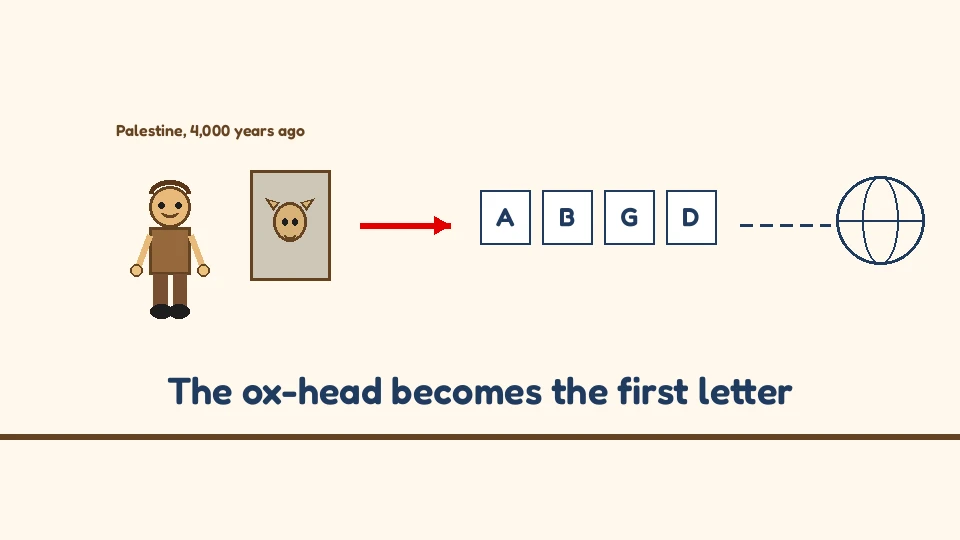 Palestine, 4,000 years ago
A B G D
The ox-head becomes the first letter